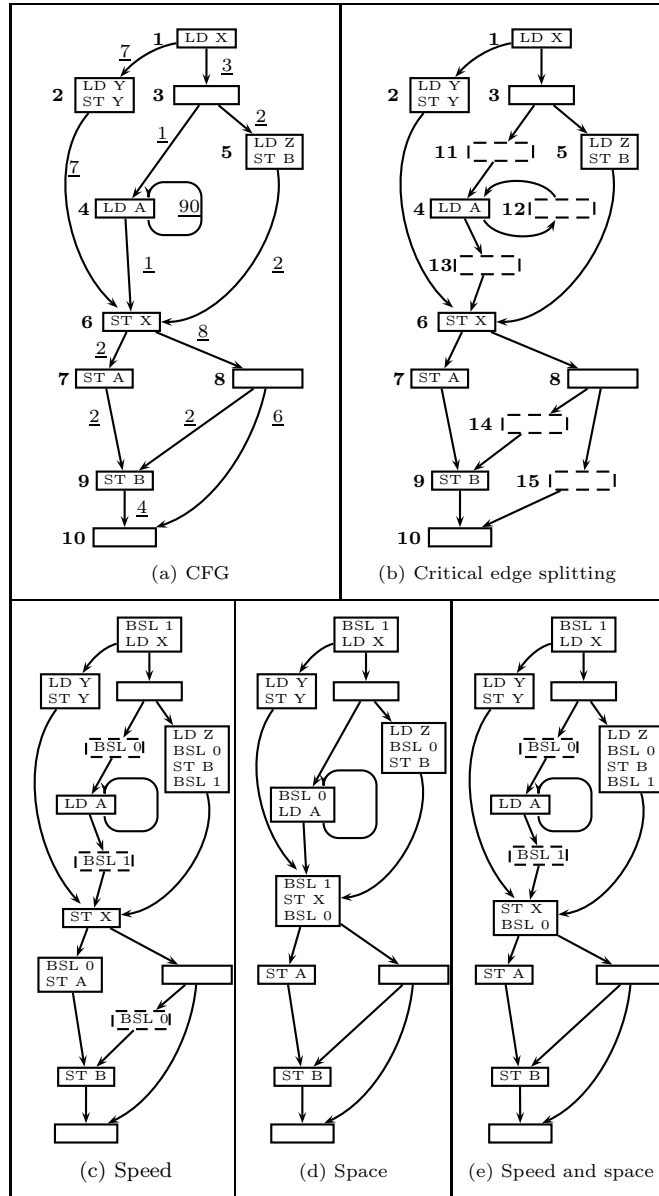 1
LD X
7
3
2
LD Y
ST Y
3
2
1
5
LD Z
ST B
7
4
LD A
90
1
2
6
ST X
8
2
7
ST A
8
2
2
6
9
ST B
4
10
(a) CFG
1
LD X
2
LD Y
ST Y
3
11
5
LD Z
ST B
4
LD A
12
13
6
ST X
7
ST A
8
14
9
ST B
15
10
(b) Critical edge splitting
BSL 1
LD X
LD Y
ST Y
LD Z
BSL 0
ST B
BSL 1
BSL 0
LD A
BSL 1
ST X
BSL 0
ST A
BSL 0
ST B
(c) Speed
BSL 1
LD X
LD Y
ST Y
LD Z
BSL 0
ST B
BSL 0
LD A
BSL 1
ST X
BSL 0
ST A
ST B
(d) Space
BSL 1
LD X
LD Y
ST Y
LD Z
BSL 0
ST B
BSL 1
BSL 0
LD A
BSL 1
ST X
BSL 0
ST A
ST B
(e) Speed and space